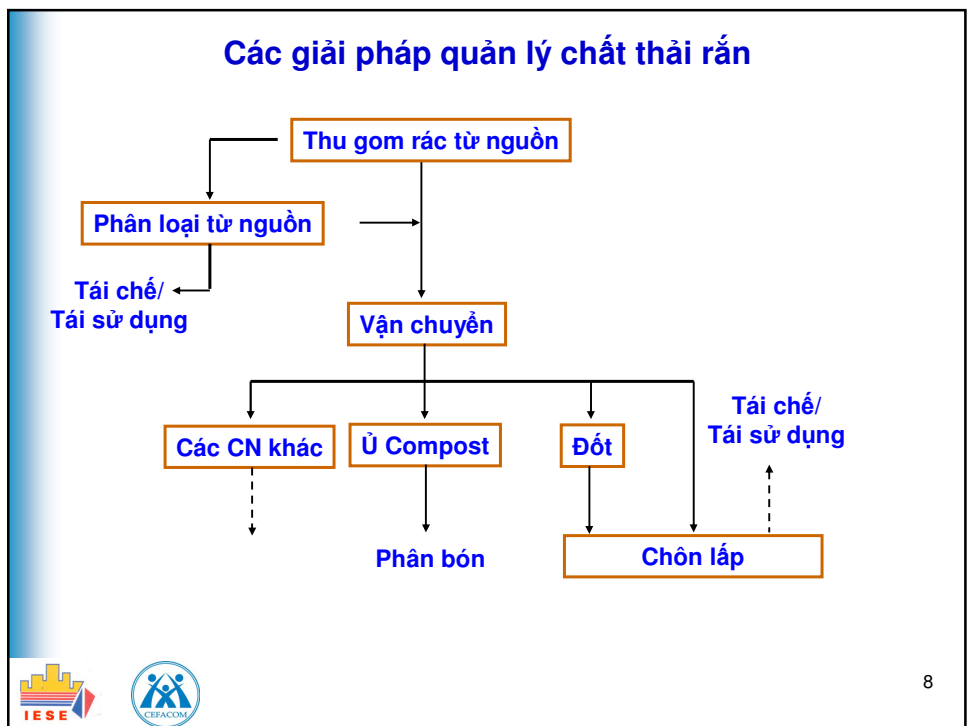 Các giải pháp quản lý chất thải rắn
Thu gom rác từ nguồn
Phân loại từ nguồn
Tái chế/
Tái sử dụng
Vận chuyển
Tái chế/
Tái sử dụng
Các CN khác
Ủ Compost
Đốt
Phân bón
Chôn lấp
IESE
CEFACOM
8